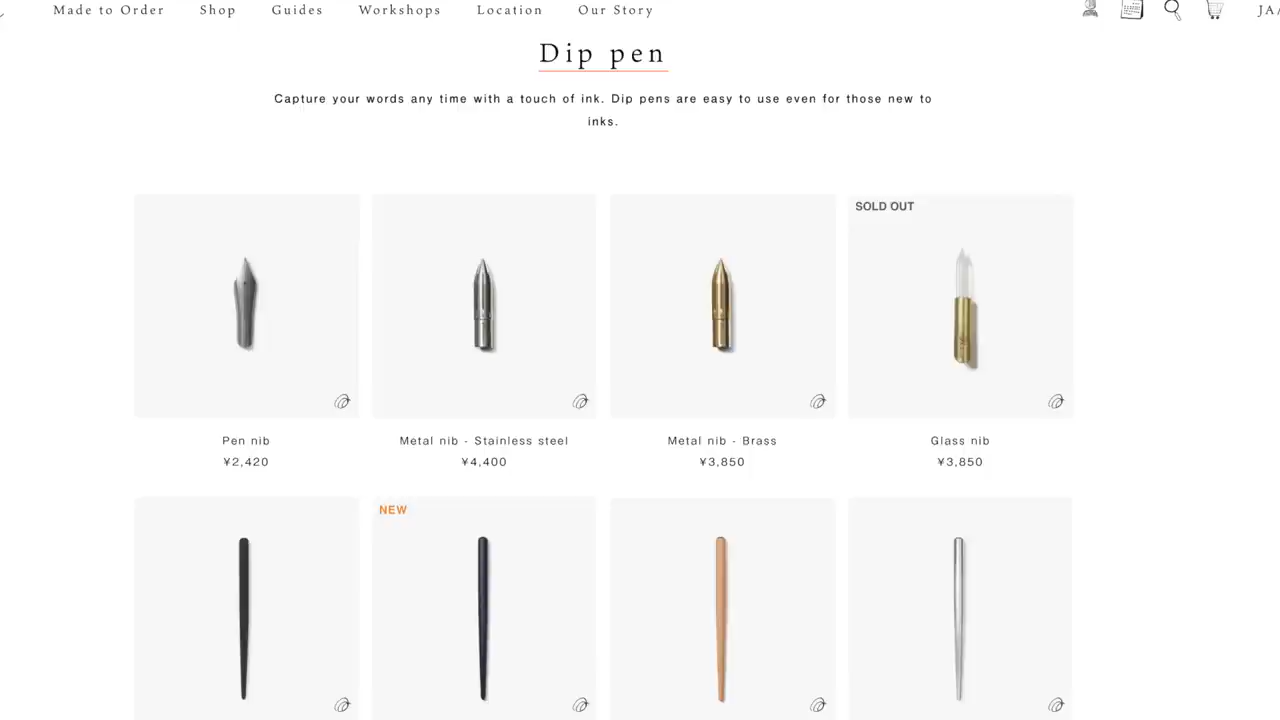 Made to Order Shop Guides Workshops Location Our Story
Dip pen
Capture your words any time with a touch of ink. Dip pens are easy to use even for those new to
inks.
SOLD OUT
Pen nib Metal nib - Stainless steel Metal nib - Brass Glass nib
¥2,420 ¥4,400 ¥3,850 ¥3,850
NEW